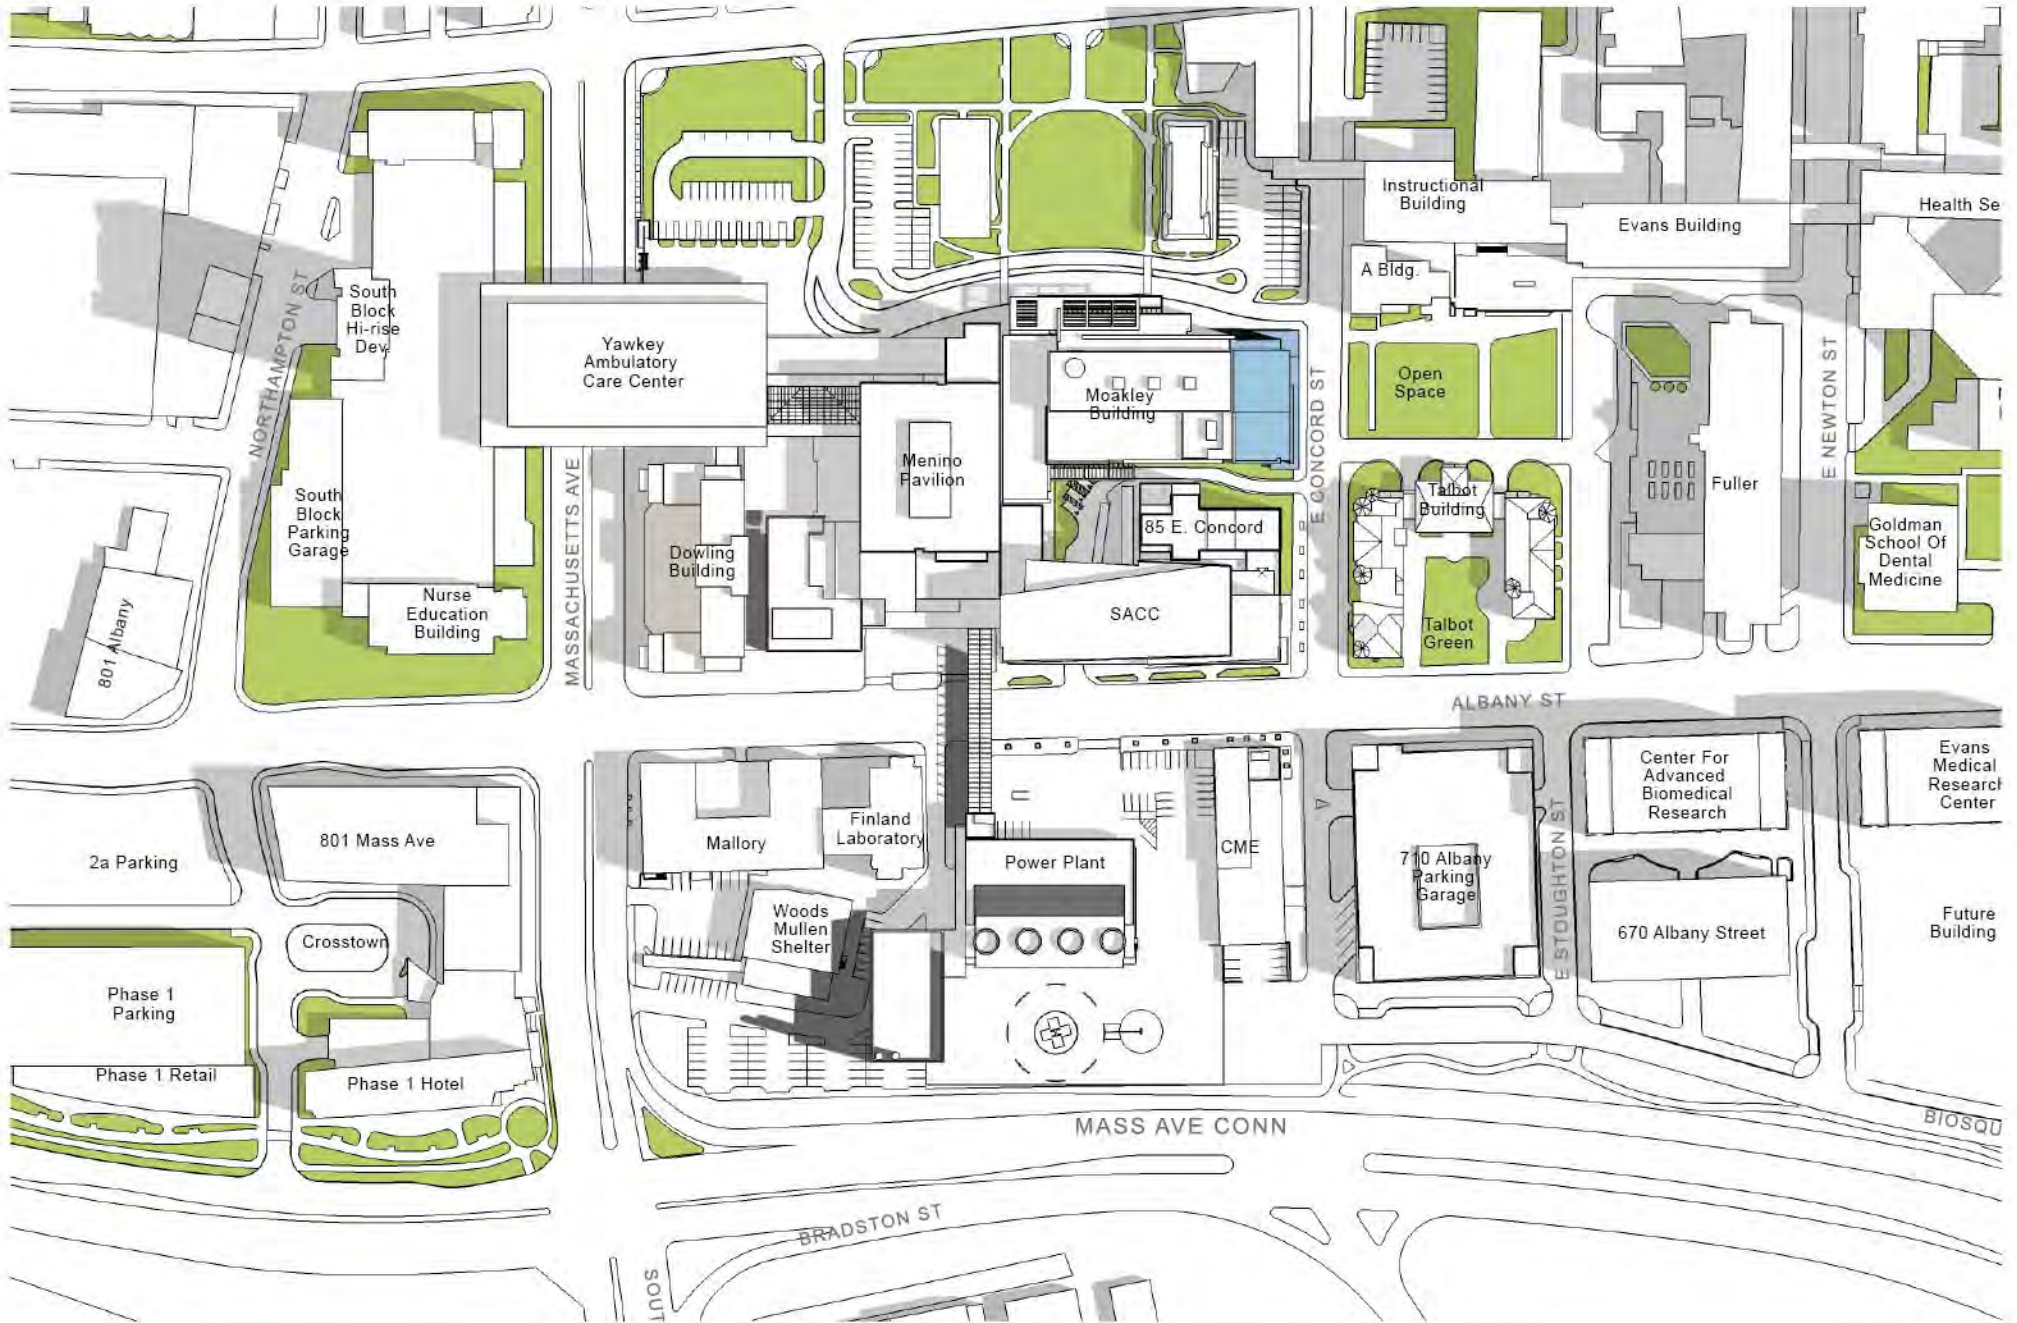 Instructional
Building
Evans Building
Health Se
A Bldg.
South
Block
Hi-rise
Dev.
NORTHAMPTON ST
Yawkey
Ambulatory
Care Center
Moakley
Building
E CONCORD ST
Open
Space
E NEWTON ST
Menino
Pavilion
Talbot
Building
Fuller
South
Block
Parking
Garage
MASSACHUSETTS AVE
Dowling
Building
85 E. Concord
Goldman
School Of
Dental
Medicine
Nurse
Education
Building
801 Albany
SACC
Talbot
Green
ALBANY ST
Center For
Advanced
Biomedical
Research
Evans
Medical
Research
Center
2a Parking
801 Mass Ave
Mallory
Finland
Laboratory
Power Plant
CME
710 Albany
Parking
Garage
E STOUGHTON ST
Woods
Mullen
Shelter
Crosstown
670 Albany Street
Future
Building
Phase 1
Parking
Phase 1 Retail
Phase 1 Hotel
MASS AVE CONN
BIOSQU
BRADSTON ST
SOUT